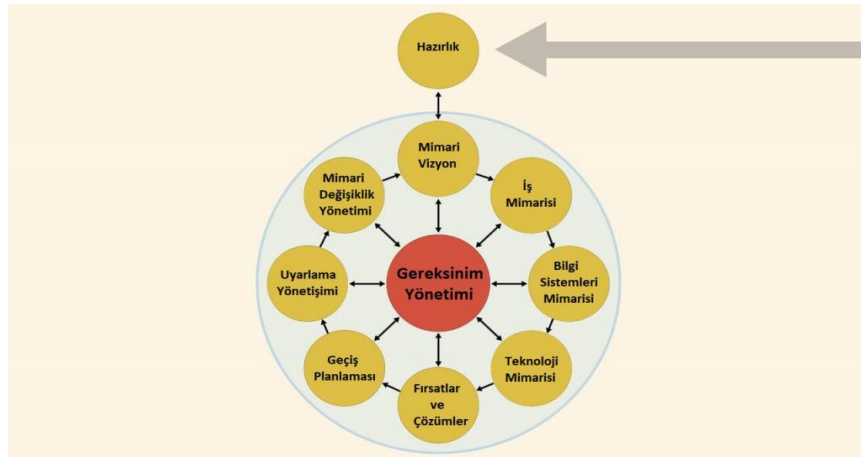 Hazırlık
Mimari
Vizyon
İş
Mimarisi
Bilgi
Sistemleri
Mimarisi
Teknoloji
Mimarisi
Fırsatlar
ve
Çözümler
Geçiş
Planlaması
Uyarlama
Yönetişimi
Mimari
Değişiklik
Yönetimi
Gereksinim
Yönetimi